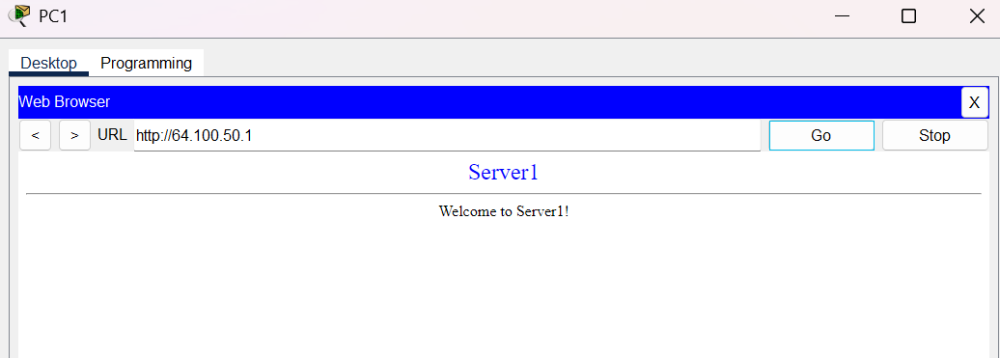 PC1
Desktop Programming
Web Browser X
< > URL http://64.100.50.1 Go Stop
Server1
Welcome to Server1!